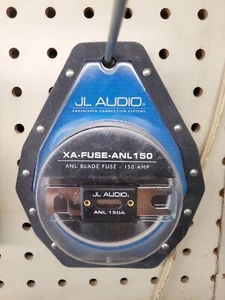 JL AUDIO
ENGINEERED CONNECTION SYSTEMS
XA-FUSE-ANL150
ANL BLADE FUSE - 150 AMP
JL AUDIO
ANL 150A